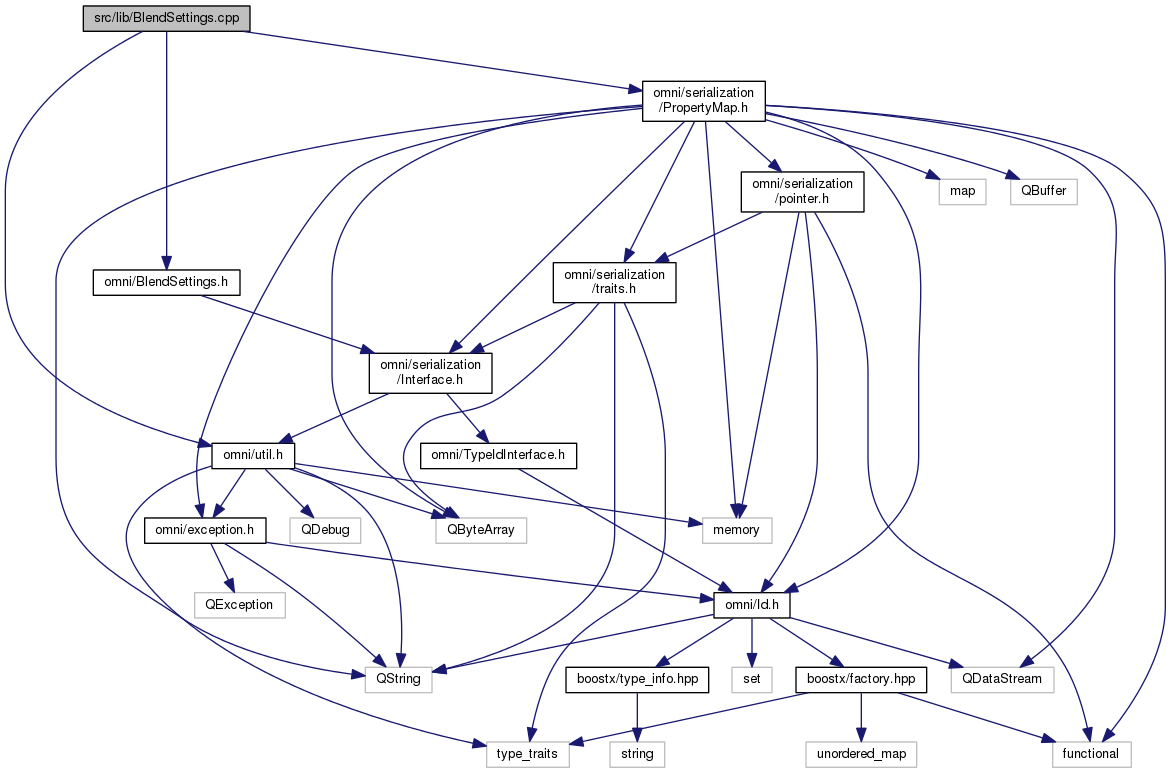 src/lib/BlendSettings.cpp
omni/serialization
/PropertyMap.h
omni/serialization
/pointer.h
map
QBuffer
omni/BlendSettings.h
omni/serialization
/traits.h
omni/serialization
/Interface.h
omni/util.h
omni/TypeIdInterface.h
omni/exception.h
QDebug
QByteArray
memory
QException
omni/Id.h
QString
boostx/type_info.hpp
set
boostx/factory.hpp
QDataStream
type_traits
string
unordered_map
functional